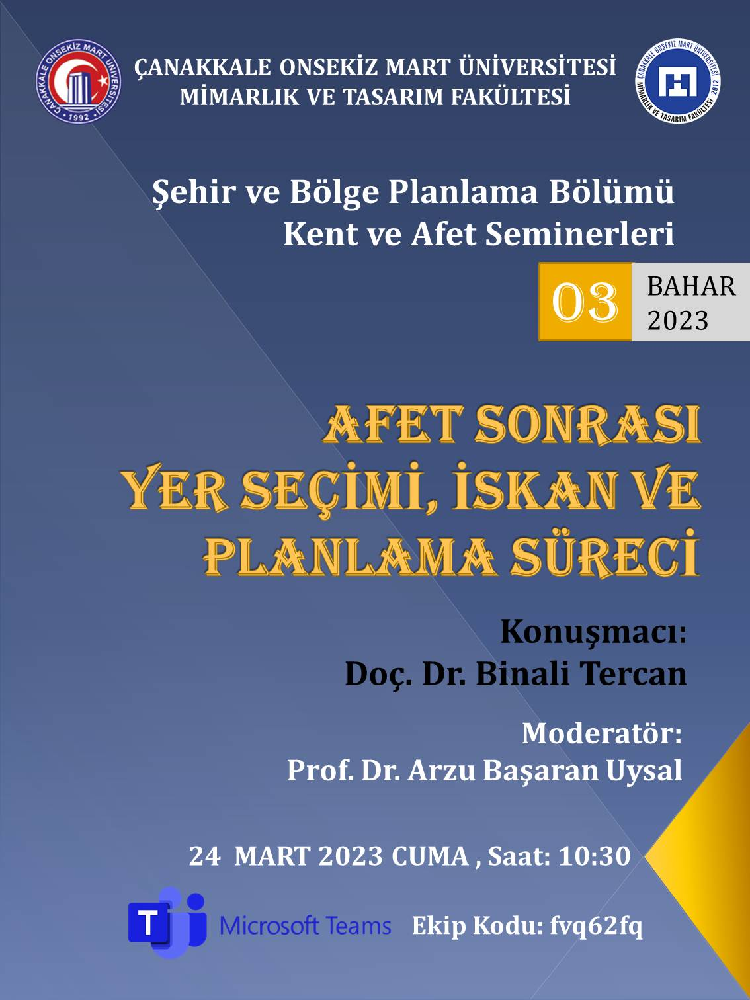 ÇANAKKALE ONSEKİZ MART ÜNİVERSİTESİ
MİMARLIK VE TASARIM FAKÜLTESİ
ÇANAKKALE ONSEKİZ MART ÜNİVERSİTESİ
• 1992 •
ÇANAKKALE ONSEKİZ MART ÜNİVERSİTESİ
MİMARLIK VE TASARIM FAKÜLTESİ 2012
Şehir ve Bölge Planlama Bölümü
Kent ve Afet Seminerleri
03
BAHAR
2023
AFET SONRASI
YER SEÇİMİ, İSKAN VE
PLANLAMA SÜRECİ
Konuşmacı:
Doç. Dr. Binali Tercan
Moderatör:
Prof. Dr. Arzu Başaran Uysal
24 MART 2023 CUMA , Saat: 10:30
T
Microsoft Teams Ekip Kodu: fvq62fq